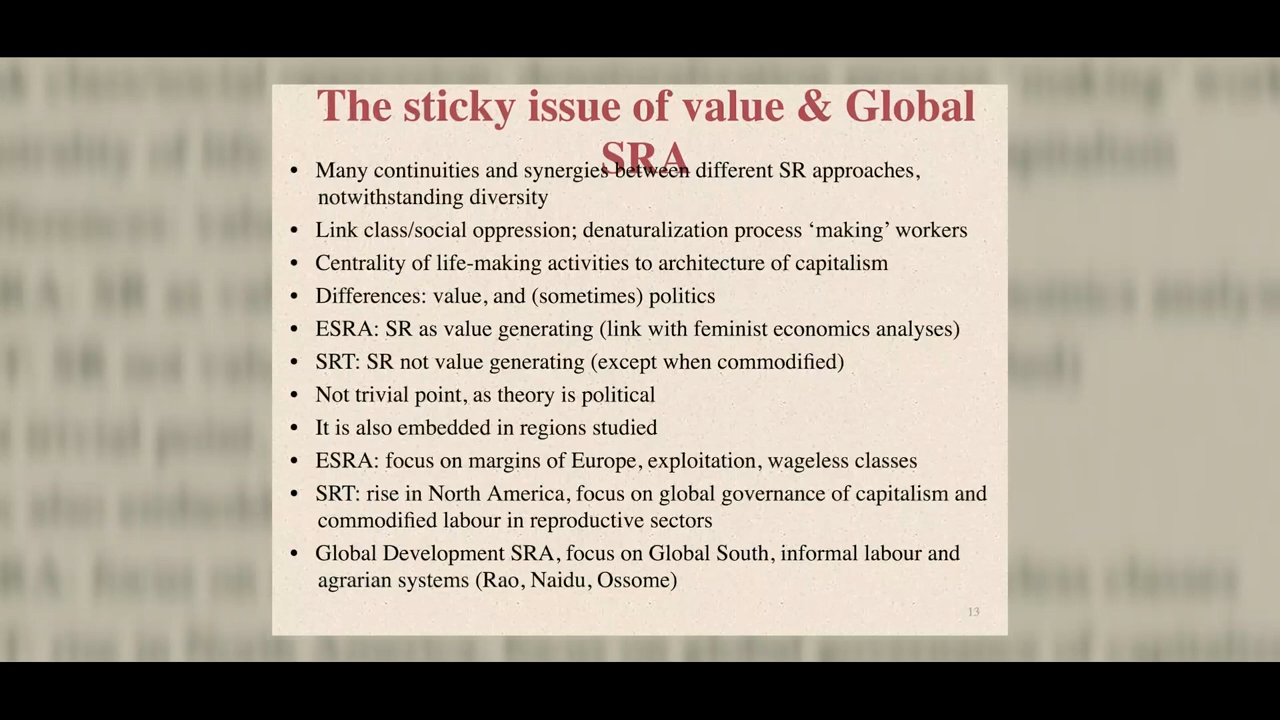 The sticky issue of value & Global
SRA
• Many continuities and synergies between different SR approaches,
notwithstanding diversity
• Link class/social oppression; denaturalization process ‘making’ workers
• Centrality of life-making activities to architecture of capitalism
• Differences: value, and (sometimes) politics
• ESRA: SR as value generating (link with feminist economics analyses)
• SRT: SR not value generating (except when commodified)
• Not trivial point, as theory is political
• It is also embedded in regions studied
• ESRA: focus on margins of Europe, exploitation, wageless classes
• SRT: rise in North America, focus on global governance of capitalism and
commodified labour in reproductive sectors
• Global Development SRA, focus on Global South, informal labour and
agrarian systems (Rao, Naidu, Ossome)
13